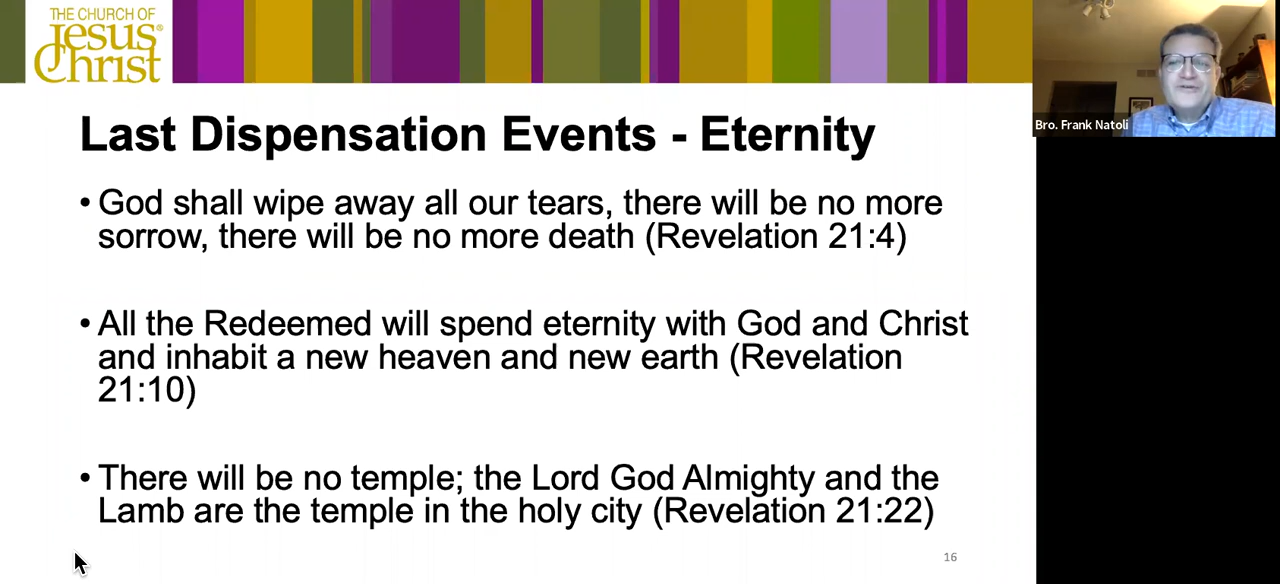 THE CHURCH OF
Jesus®
Christ
Bro. Frank Natoli
Last Dispensation Events - Eternity
• God shall wipe away all our tears, there will be no more
sorrow, there will be no more death (Revelation 21:4)
• All the Redeemed will spend eternity with God and Christ
and inhabit a new heaven and new earth (Revelation
21:10)
• There will be no temple; the Lord God Almighty and the
Lamb are the temple in the holy city (Revelation 21:22)
16